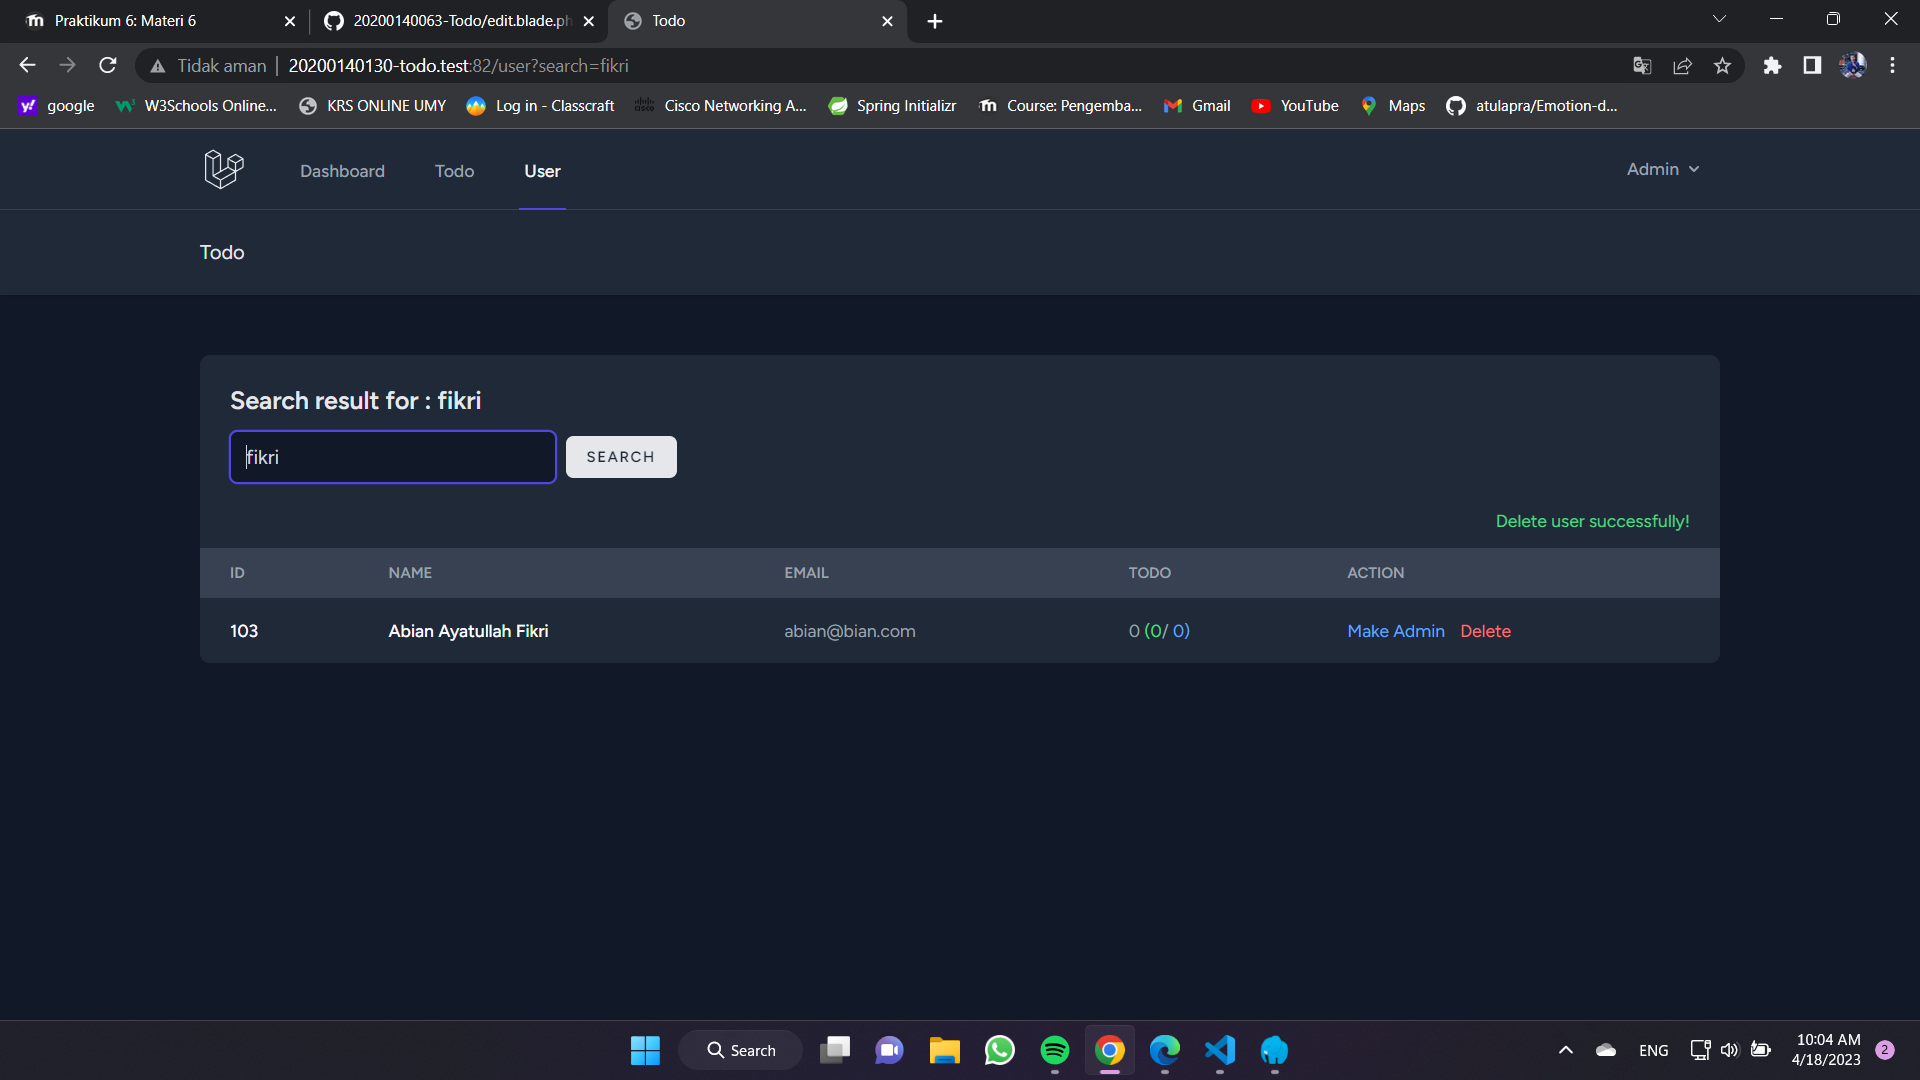 Praktikum 6: Materi 6
20200140063-Todo/edit.blade.ph
Todo
Tidak aman | 20200140130-todo.test:82/user?search=fikri
google W3Schools Online... KRS ONLINE UMY Log in - Classcraft Cisco Networking A... Spring Initializr Course: Pengemba... Gmail YouTube Maps atulapra/Emotion-d...
Dashboard Todo User Admin
Todo
Search result for : fikri
fikri SEARCH
Delete user successfully!
ID NAME EMAIL TODO ACTION
103 Abian Ayatullah Fikri abian@bian.com 0 (0/ 0) Make Admin Delete
Search ENG 10:04 AM
4/18/2023 2